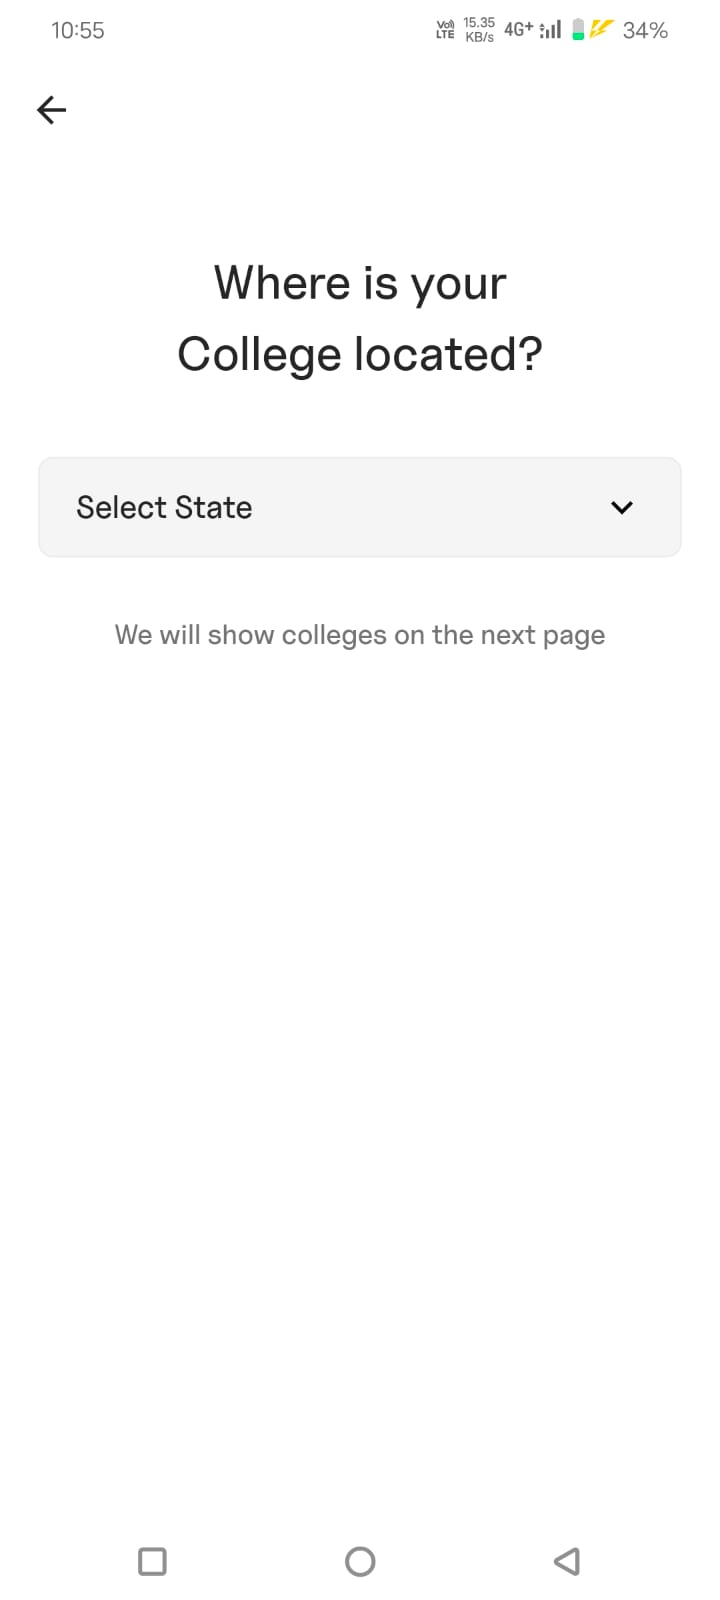 10:55
Vo) LTE 15.35 KB/s 4G+ 34%
Where is your
College located?
Select State
We will show colleges on the next page